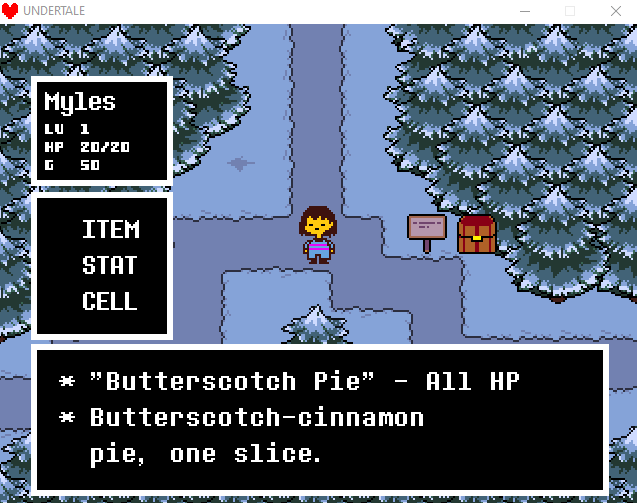 UNDERTALE
Myles
LV 1
HP 20/20
G 50
ITEM
STAT
CELL
* "Butterscotch Pie" - All HP
* Butterscotch-cinnamon
pie, one slice.